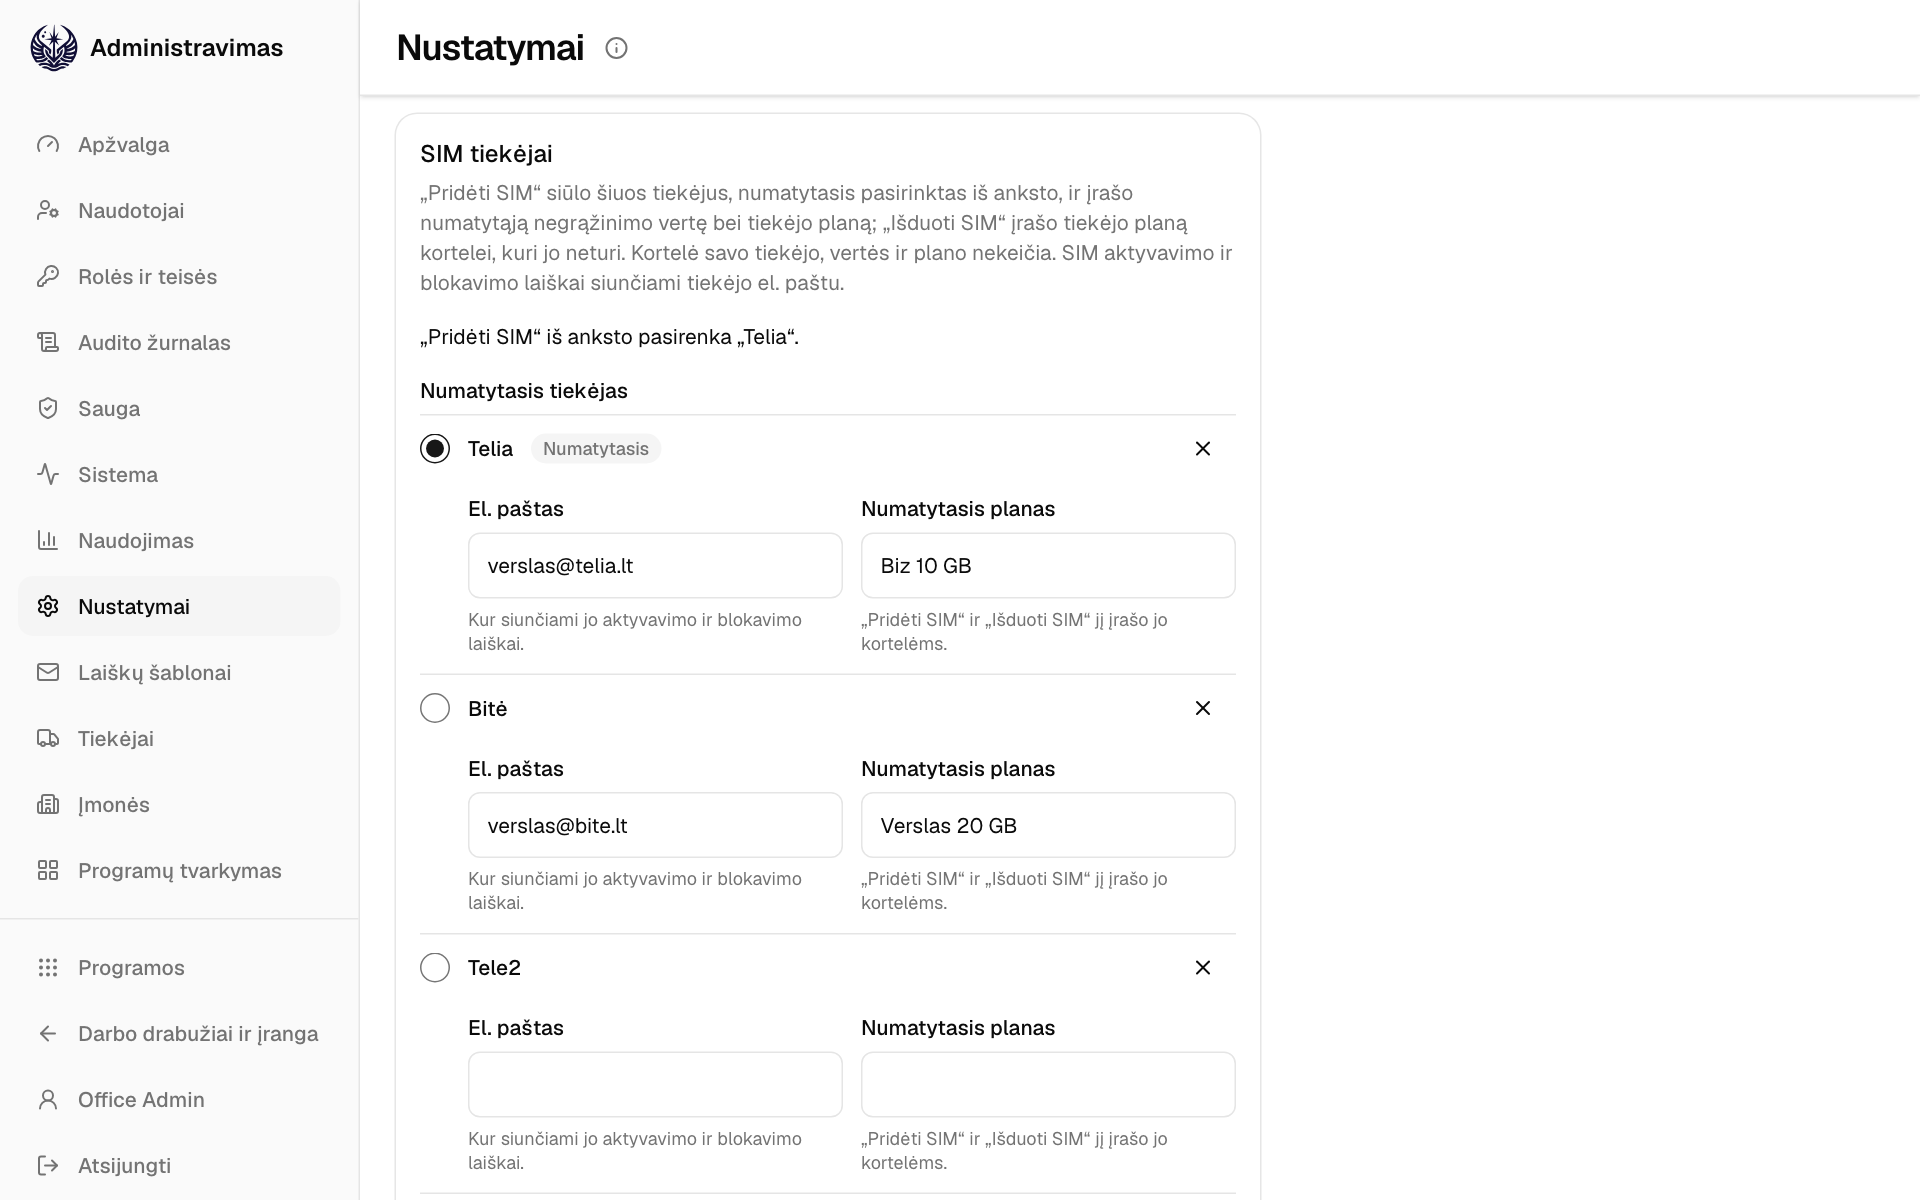 Administravimas
Apžvalga
Naudotojai
Rolės ir teisės
Audito žurnalas
Sauga
Sistema
Naudojimas
Nustatymai
Laiškų šablonai
Tiekėjai
Įmonės
Programų tvarkymas
Programos
Darbo drabužiai ir įranga
Office Admin
Atsijungti
Nustatymai
SIM tiekėjai
„Pridėti SIM“ siūlo šiuos tiekėjus, numatytasis pasirinktas iš anksto, ir įrašo
numatytąją negrąžinimo vertę bei tiekėjo planą; „Išduoti SIM“ įrašo tiekėjo planą
kortelei, kuri jo neturi. Kortelė savo tiekėjo, vertės ir plano nekeičia. SIM aktyvavimo ir
blokavimo laiškai siunčiami tiekėjo el. paštu.
„Pridėti SIM“ iš anksto pasirenka „Telia“.
Numatytasis tiekėjas
Telia Numatytasis
El. paštas Numatytasis planas
verslas@telia.lt Biz 10 GB
Kur siunčiami jo aktyvavimo ir blokavimo „Pridėti SIM“ ir „Išduoti SIM“ jį įrašo jo
laiškai. kortelėms.
Bitė
El. paštas Numatytasis planas
verslas@bite.lt Verslas 20 GB
Kur siunčiami jo aktyvavimo ir blokavimo „Pridėti SIM“ ir „Išduoti SIM“ jį įrašo jo
laiškai. kortelėms.
Tele2
El. paštas Numatytasis planas
Kur siunčiami jo aktyvavimo ir blokavimo „Pridėti SIM“ ir „Išduoti SIM“ jį įrašo jo
laiškai. kortelėms.